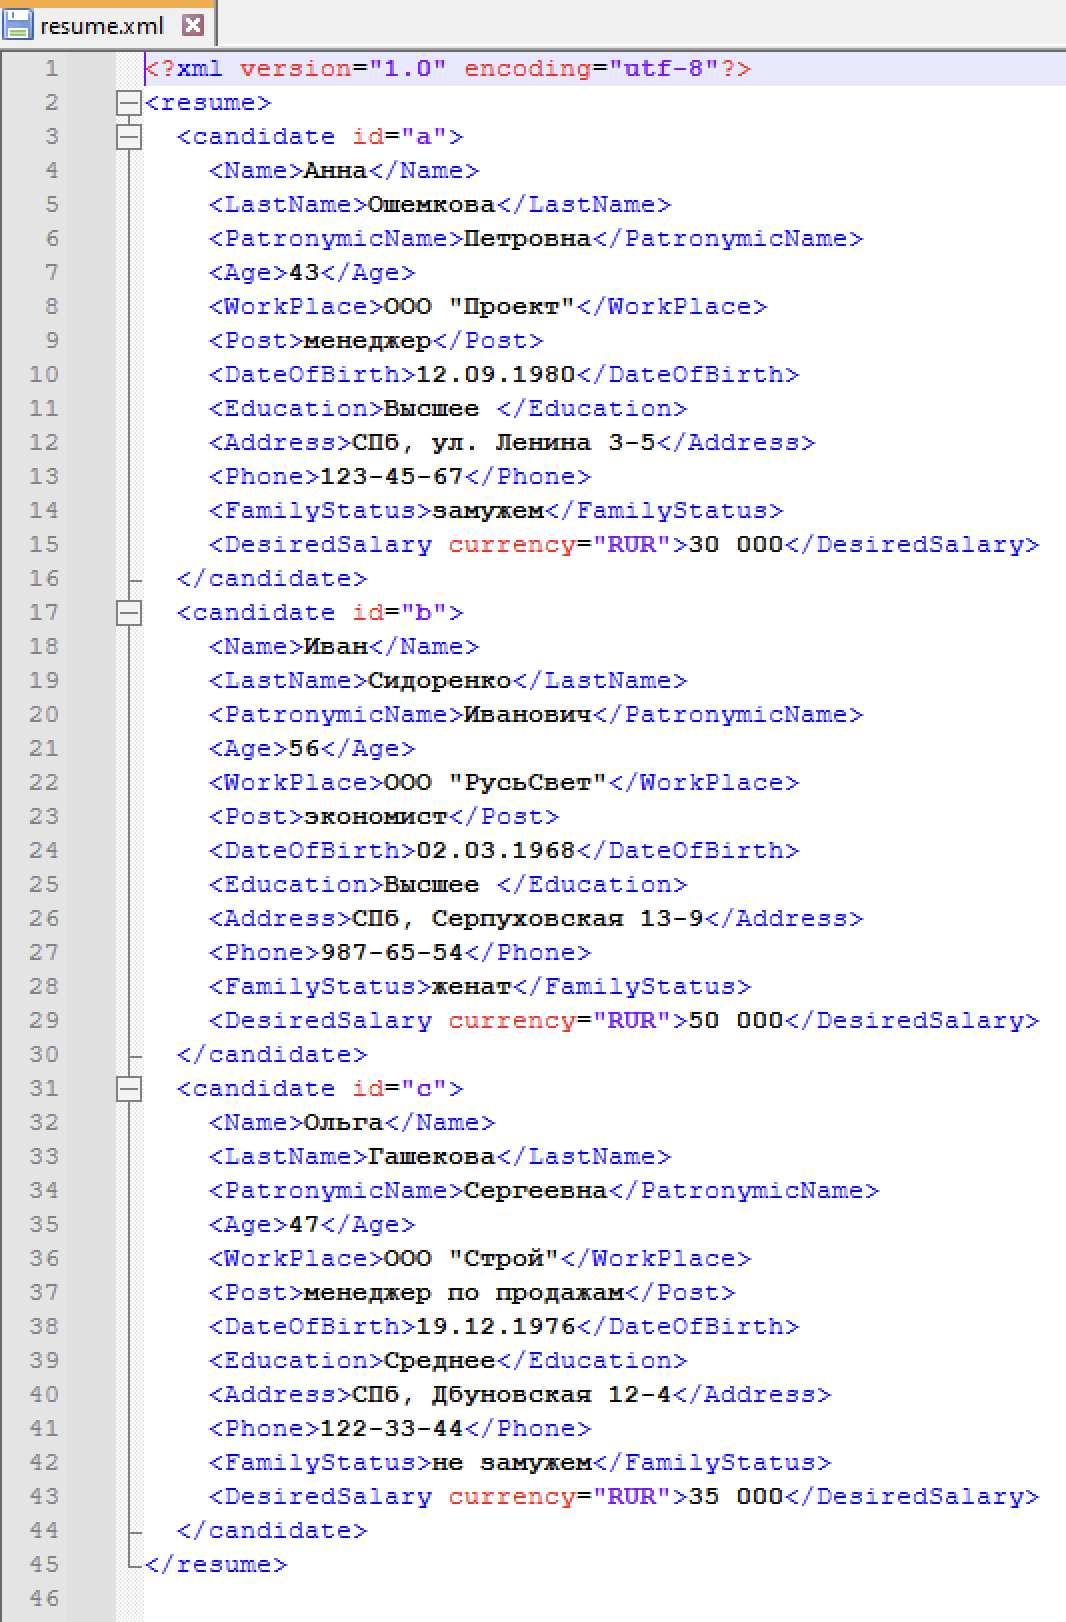 resume.xml
1 <?xml version="1.0" encoding="utf-8"?>
2 <resume>
3 <candidate id="a">
4 <Name>Анна</Name>
5 <LastName>Ошемкова</LastName>
6 <PatronymicName>Петровна</PatronymicName>
7 <Age>43</Age>
8 <WorkPlace>ООО "Проект"</WorkPlace>
9 <Post>менеджер</Post>
10 <DateOfBirth>12.09.1980</DateOfBirth>
11 <Education>Высшее </Education>
12 <Address>СПб, ул. Ленина 3-5</Address>
13 <Phone>123-45-67</Phone>
14 <FamilyStatus>замужем</FamilyStatus>
15 <DesiredSalary currency="RUR">30 000</DesiredSalary>
16 </candidate>
17 <candidate id="b">
18 <Name>Иван</Name>
19 <LastName>Сидоренко</LastName>
20 <PatronymicName>Иванович</PatronymicName>
21 <Age>56</Age>
22 <WorkPlace>ООО "РусьСвет"</WorkPlace>
23 <Post>экономист</Post>
24 <DateOfBirth>02.03.1968</DateOfBirth>
25 <Education>Высшее </Education>
26 <Address>СПб, Серпуховская 13-9</Address>
27 <Phone>987-65-54</Phone>
28 <FamilyStatus>женат</FamilyStatus>
29 <DesiredSalary currency="RUR">50 000</DesiredSalary>
30 </candidate>
31 <candidate id="c">
32 <Name>Ольга</Name>
33 <LastName>Гашекова</LastName>
34 <PatronymicName>Сергеевна</PatronymicName>
35 <Age>47</Age>
36 <WorkPlace>ООО "Строй"</WorkPlace>
37 <Post>менеджер по продажам</Post>
38 <DateOfBirth>19.12.1976</DateOfBirth>
39 <Education>Среднее</Education>
40 <Address>СПб, Дбуновская 12-4</Address>
41 <Phone>122-33-44</Phone>
42 <FamilyStatus>не замужем</FamilyStatus>
43 <DesiredSalary currency="RUR">35 000</DesiredSalary>
44 </candidate>
45 </resume>
46